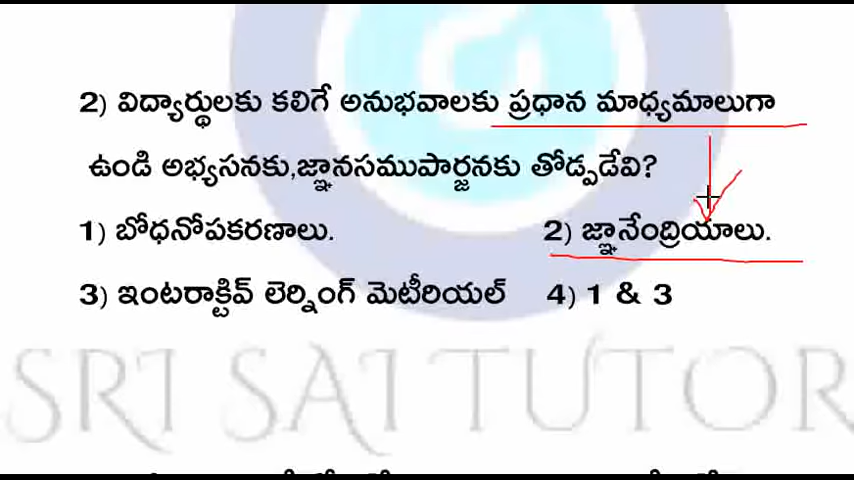 2) విద్యార్థులకు కలిగే అనుభవాలకు ప్రధాన మాధ్యమాలుగా
ఉండి అభ్యసనకు,జ్ఞానసముపార్జనకు తోడ్పడేవి?
1) బోధనోపకరణాలు. 2) జ్ఞానేంద్రియాలు.
3) ఇంటరాక్టివ్ లెర్నింగ్ మెటీరియల్ 4) 1 & 3
SRI SAI TUTOR